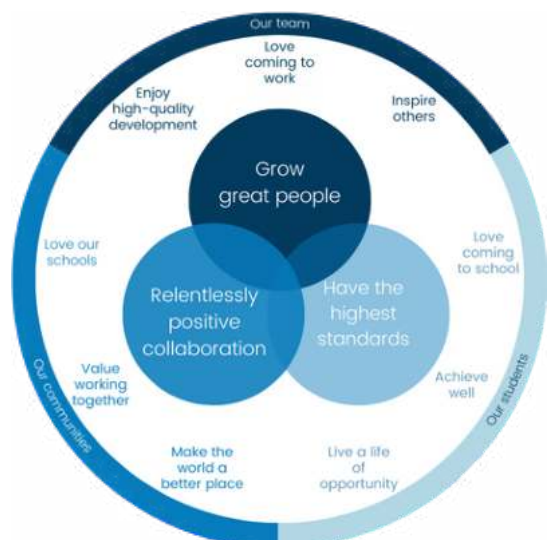 Our team
Love
coming to
work
Enjoy
high-quality
development
Inspire
others
Grow
great people
Love our
schools
Love
coming
to school
Relentlessly
positive
collaboration
Have the
highest
standards
Value
working
together
Achieve
well
Our communities
Our students
Make the
world a
better place
Live a life
of
opportunity